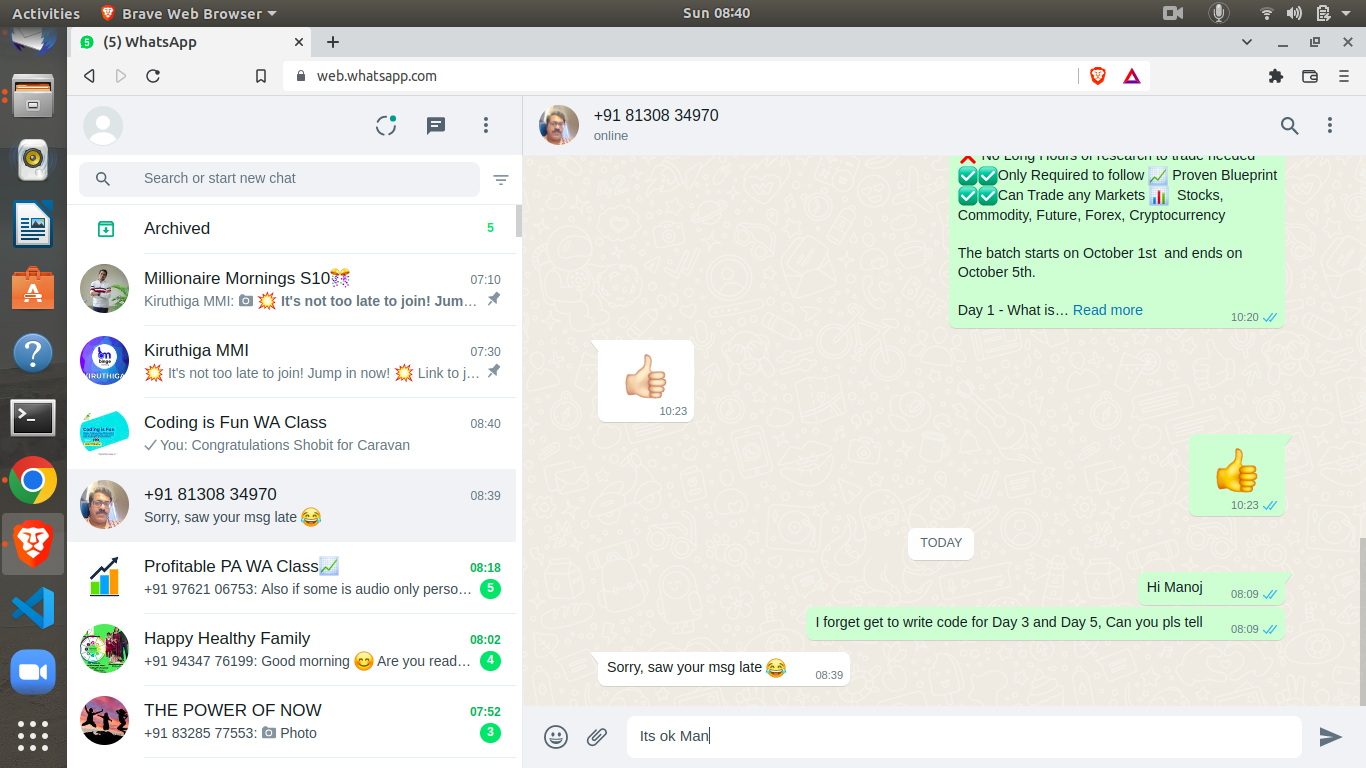 Activities
Brave Web Browser
Sun 08:40
5 (5) WhatsApp
web.whatsapp.com
Search or start new chat
Archived 5
Millionaire Mornings S10🎊 07:10
Kiruthiga MMI: 📷 💥 It's not too late to join! Jum…
Kiruthiga MMI 07:30
💥 It's not too late to join! Jump in now! 💥 Link to j…
Coding is Fun WA Class 08:40
You: Congratulations Shobit for Caravan
+91 81308 34970 08:39
Sorry, saw your msg late 😂
Profitable PA WA Class📈 08:18
+91 97621 06753: Also if some is audio only perso… 5
Happy Healthy Family 08:02
+91 94347 76199: Good morning 😊 Are you read… 4
THE POWER OF NOW 07:52
+91 83285 77553: 📷 Photo 3
+91 81308 34970
online
❌ No Long Hours of research to trade needed
✅✅Only Required to follow 📈 Proven Blueprint
✅✅Can Trade any Markets 📊 Stocks,
Commodity, Future, Forex, Cryptocurrency
The batch starts on October 1st and ends on
October 5th.
Day 1 - What is… Read more 10:20
👍🏻 10:23
👍 10:23
TODAY
Hi Manoj 08:09
I forget get to write code for Day 3 and Day 5, Can you pls tell 08:09
Sorry, saw your msg late 😂 08:39
Its ok Man